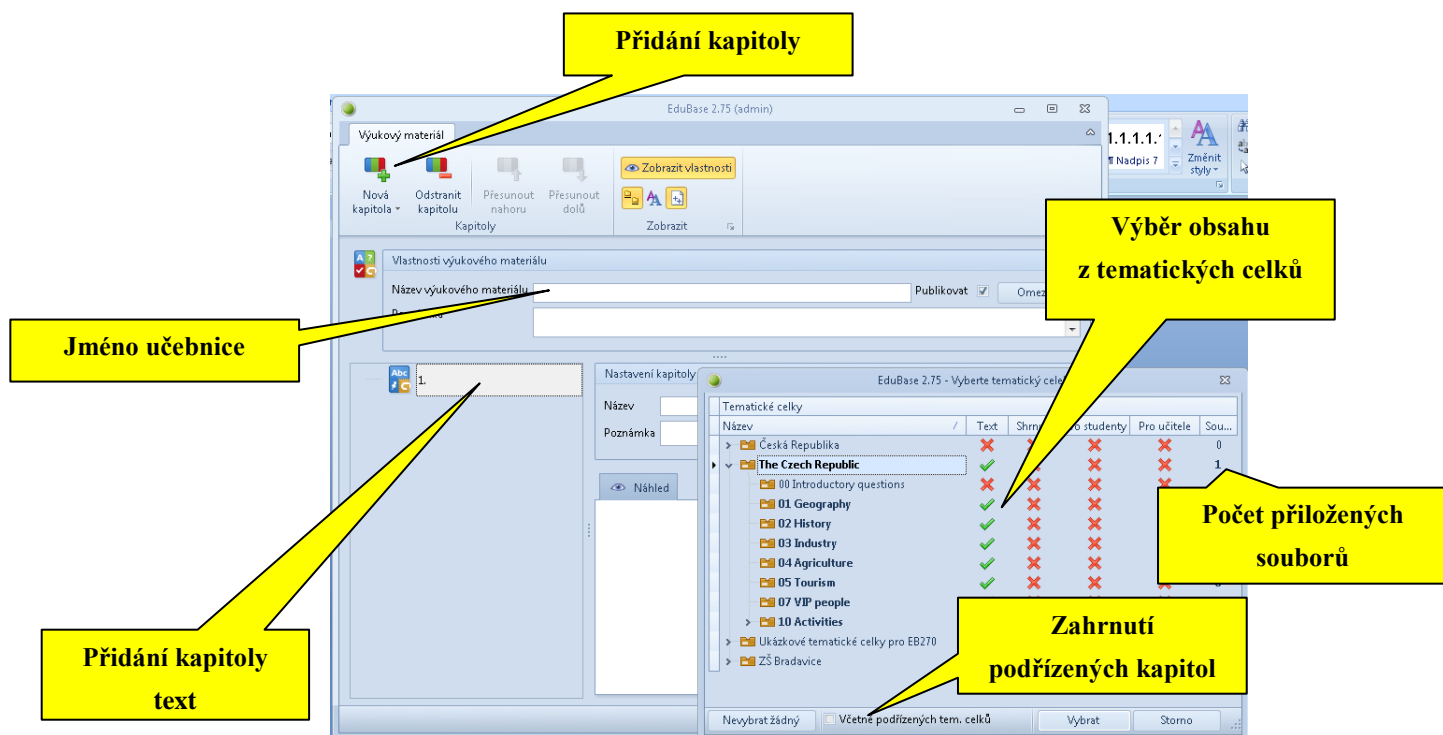 Přidání kapitoly
EduBase 2.75 (admin)
Výukový materiál
1.1.1.1.
Nová kapitola
Odstranit kapitolu
Přesunout nahoru
Přesunout dolů
Kapitoly
Zobrazit vlastnosti
Zobrazit
¶ Nadpis 7
Změnit styly
Výběr obsahu
z tematických celků
Vlastnosti výukového materiálu
Název výukového materiálu
Publikovat
Jméno učebnice
1.
Nastavení kapitoly
Název
Poznámka
Náhled
EduBase 2.75 - Vyberte tematický
Tematické celky
Název / Text Pro učitele Sou...
Česká Republika 0
The Czech Republic 1
00 Introductory questions
01 Geography
02 History
03 Industry
04 Agriculture
05 Tourism
07 VIP people
10 Activities
Ukázkové tematické celky pro EB270
ZŠ Bradavice
Počet přiložených
souborů
Zahrnutí
podřízených kapitol
Přidání kapitoly
text
Nevybrat žádný
Včetně podřízených tem. celků
Vybrat
Storno